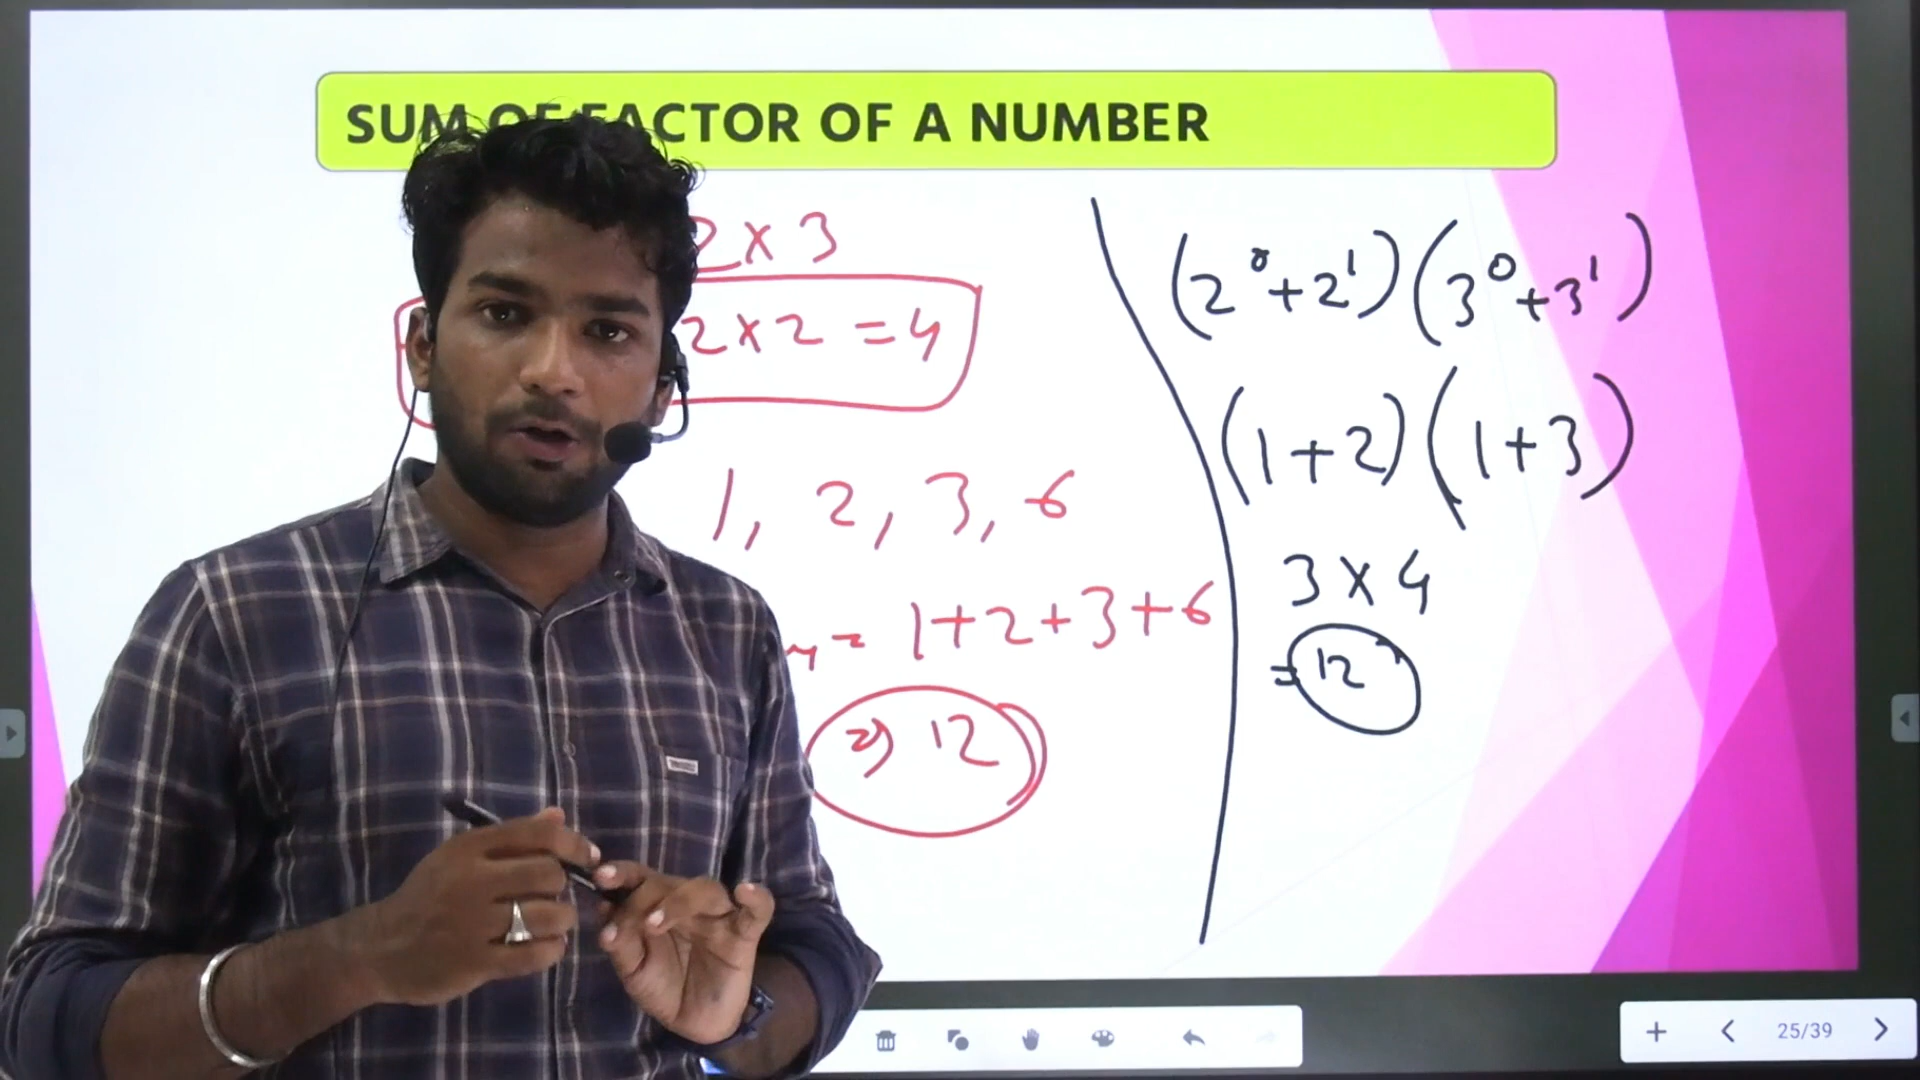 SUM OF FACTOR OF A NUMBER
2 x 3
2 x 2 = 4
1, 2, 3, 6
= 1+2+3+6
⇒ 12
(2⁰+2¹)(3⁰+3¹)
(1+2)(1+3)
3 x 4
= 12
25/39